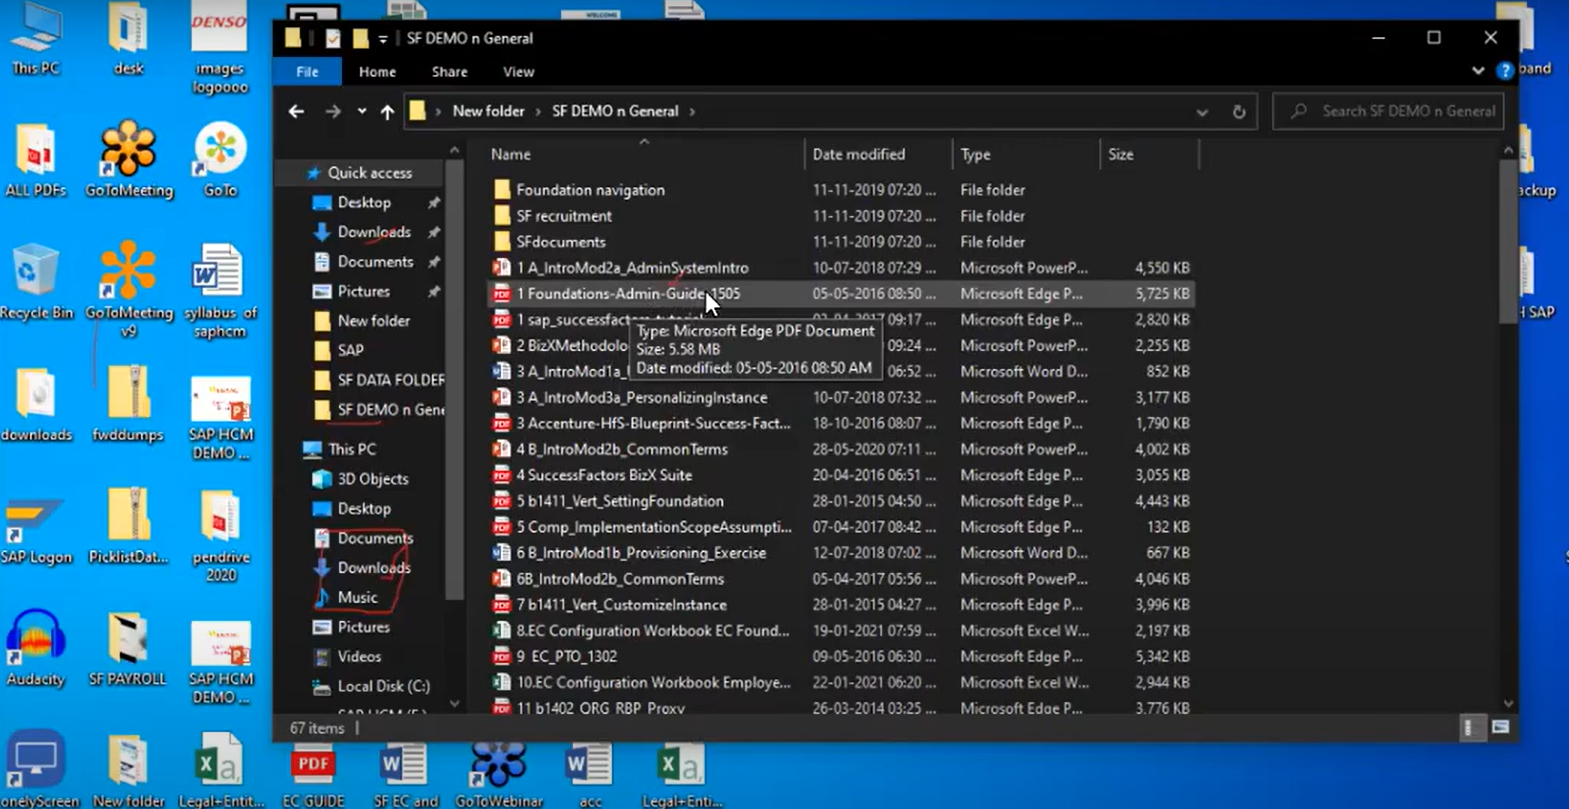 SF DEMO n General
File Home Share View
New folder SF DEMO n General
Search SF DEMO n General
Name Date modified Type Size
Foundation navigation 11-11-2019 07:20 ... File folder
SF recruitment 11-11-2019 07:20 ... File folder
SFdocuments 11-11-2019 07:20 ... File folder
1 A_IntroMod2a_AdminSystemIntro 10-07-2018 07:29 ... Microsoft PowerP... 4,550 KB
1 Foundations-Admin-Guide 1505 05-05-2016 08:50 ... Microsoft Edge P... 5,725 KB
1 sap_successfactors 09:17 ... Microsoft Edge P... 2,820 KB
2 BizXMethodolo 09:24 ... Microsoft PowerP... 2,255 KB
3 A_IntroMod1a_ 06:52 ... Microsoft Word D... 852 KB
3 A_IntroMod3a_PersonalizingInstance 10-07-2018 07:32 ... Microsoft PowerP... 3,177 KB
3 Accenture-HfS-Blueprint-Success-Fact... 18-10-2016 08:07 ... Microsoft Edge P... 1,790 KB
4 B_IntroMod2b_CommonTerms 28-05-2020 07:11 ... Microsoft PowerP... 4,002 KB
4 SuccessFactors BizX Suite 20-04-2016 06:51 ... Microsoft Edge P... 3,055 KB
5 b1411_Vert_SettingFoundation 28-01-2015 04:50 ... Microsoft Edge P... 4,443 KB
5 Comp_ImplementationScopeAssumpti... 07-04-2017 08:42 ... Microsoft Edge P... 132 KB
6 B_IntroMod1b_Provisioning_Exercise 12-07-2018 07:02 ... Microsoft Word D... 667 KB
6B_IntroMod2b_CommonTerms 05-04-2017 05:56 ... Microsoft PowerP... 4,046 KB
7 b1411_Vert_CustomizeInstance 28-01-2015 04:27 ... Microsoft Edge P... 3,996 KB
8.EC Configuration Workbook EC Found... 19-01-2021 07:59 ... Microsoft Excel W... 2,197 KB
9 EC_PTO_1302 09-05-2016 06:30 ... Microsoft Edge P... 5,342 KB
10.EC Configuration Workbook Employe... 22-01-2021 06:20 ... Microsoft Excel W... 2,944 KB
11 b1402 ORG RBP Proxy 26-03-2014 03:25 ... Microsoft Edge P... 3,776 KB
Type: Microsoft Edge PDF Document
Size: 5.58 MB
Date modified: 05-05-2016 08:50 AM
Quick access
Desktop
Downloads
Documents
Pictures
New folder
SAP
SF DATA FOLDER
SF DEMO n Gene
This PC
3D Objects
Desktop
Documents
Downloads
Music
Pictures
Videos
Local Disk (C:)
67 items
This PC
desk
DENSO
images
logoooo
ALL PDFs
GoToMeeting
GoTo
Recycle Bin
GoToMeeting
v9
syllabus of
saphcm
downloads
fwddumps
SAP HCM
DEMO ...
SAP Logon
PicklistDat...
pendrive
2020
Audacity
SF PAYROLL
SAP HCM
DEMO ...
onelyScreen
New folder
Legal+Entit...
PDF
EC GUIDE
SF EC and
GoToWebinar
acc
Legal+Enti...
WELCOME
band
ackup
SAP